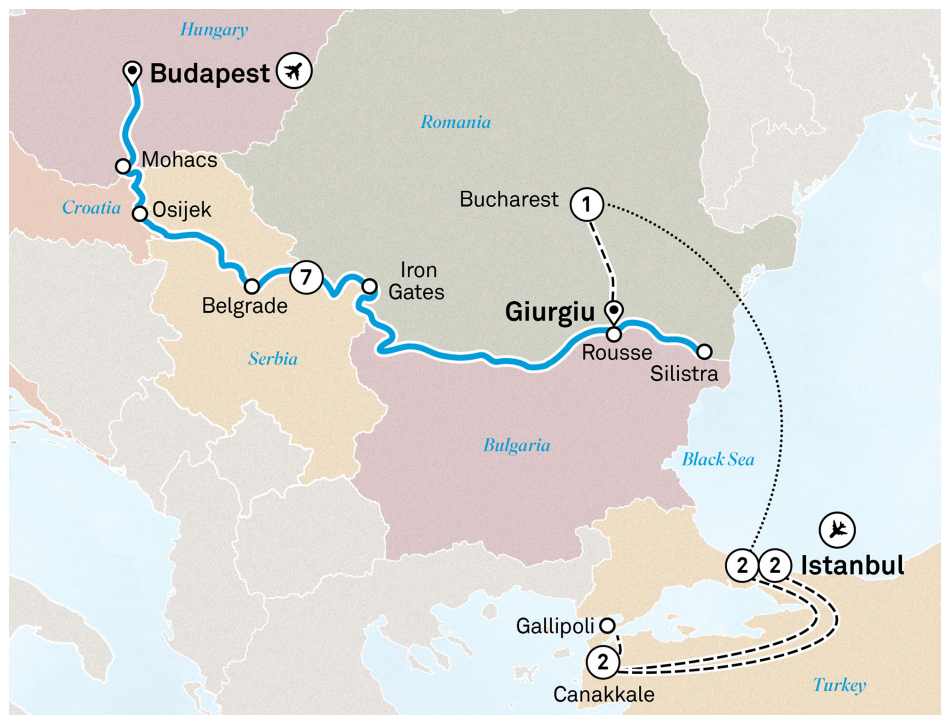 Hungary
Budapest
Romania
Mohacs
Croatia
Osijek
Bucharest
1
Iron
Gates
7
Belgrade
Giurgiu
Rousse
Silistra
Serbia
Bulgaria
Black Sea
2
2
Istanbul
Gallipoli
2
Canakkale
Turkey